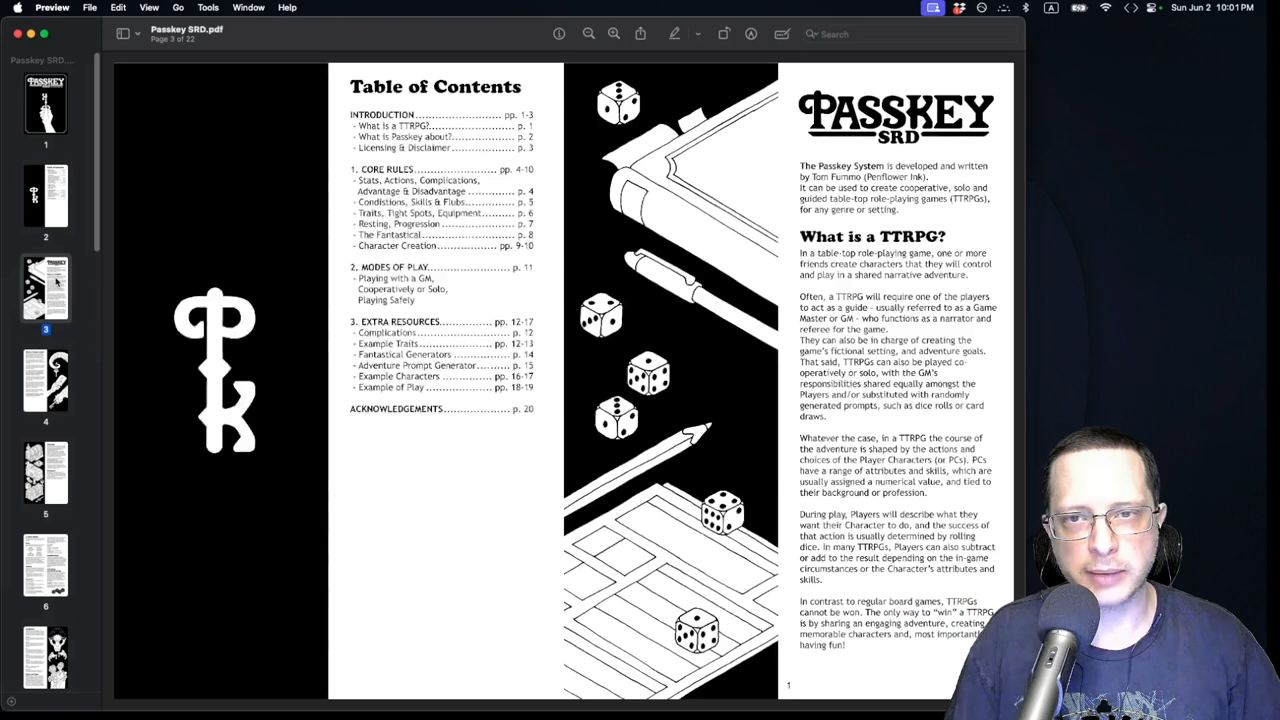 Preview File Edit View Go Tools Window Help
A
Sun Jun 2 10:01PM
Passkey SRD.pdf
Page 3 of 22
Search
Passkey SRD....
PASSKEY
1
2
3
4
5
6
Pk
Table of Contents
INTRODUCTION pp. 1-3
- What is a TTRPG? p. 1
- What is Passkey about? p. 2
- Licensing & Disclaimer p. 3
1. CORE RULES pp. 4-10
- Stats, Actions, Complications,
Advantage & Disadvantage p. 4
- Condistions, Skills & Flubs p. 5
- Traits, Tight Spots, Equipment p. 6
- Resting, Progression p. 7
- The Fantastical p. 8
- Character Creation pp. 9-10
2. MODES OF PLAY p. 11
- Playing with a GM,
Cooperatively or Solo,
Playing Safely
3. EXTRA RESOURCES pp. 12-17
- Complications p. 12
- Example Traits pp. 12-13
- Fantastical Generators p. 14
- Adventure Prompt Generator p. 15
- Example Characters pp. 16-17
- Example of Play pp. 18-19
ACKNOWLEDGEMENTS p. 20
PASSKEY
SRD
The Passkey System is developed and written
by Tom Fummo (Penflower Ink).
It can be used to create cooperative, solo and
guided table-top role-playing games (TTRPGs),
for any genre or setting.
What is a TTRPG?
In a table-top role-playing game, one or more
friends create characters that they will control
and play in a shared narrative adventure.
Often, a TTRPG will require one of the players
to act as a guide - usually referred to as a Game
Master or GM - who functions as a narrator and
referee for the game.
They can also be in charge of creating the
game's fictional setting, and adventure goals.
That said, TTRPGs can also be played co-
operatively or solo, with the GM's
responsibilities shared equally amongst the
Players and/or substituted with randomly
generated prompts, such as dice rolls or card
draws.
Whatever the case, in a TTRPG the course of
the adventure is shaped by the actions and
choices of the Player Characters (or PCs). PCs
have a range of attributes and skills, which are
usually assigned a numerical value, and tied to
their background or profession.
During play, Players will describe what they
want their Character to do, and the success of
that action is usually determined by rolling
dice. In many TTRPGs, Players can also subtract
or add to the result depending on the in-game
circumstances or the Character's attributes and
skills.
In contrast to regular board games, TTRPGs
cannot be won. The only way to "win" a TTRPG
is by sharing an engaging adventure, creating
memorable characters and, most important
having fun!
1